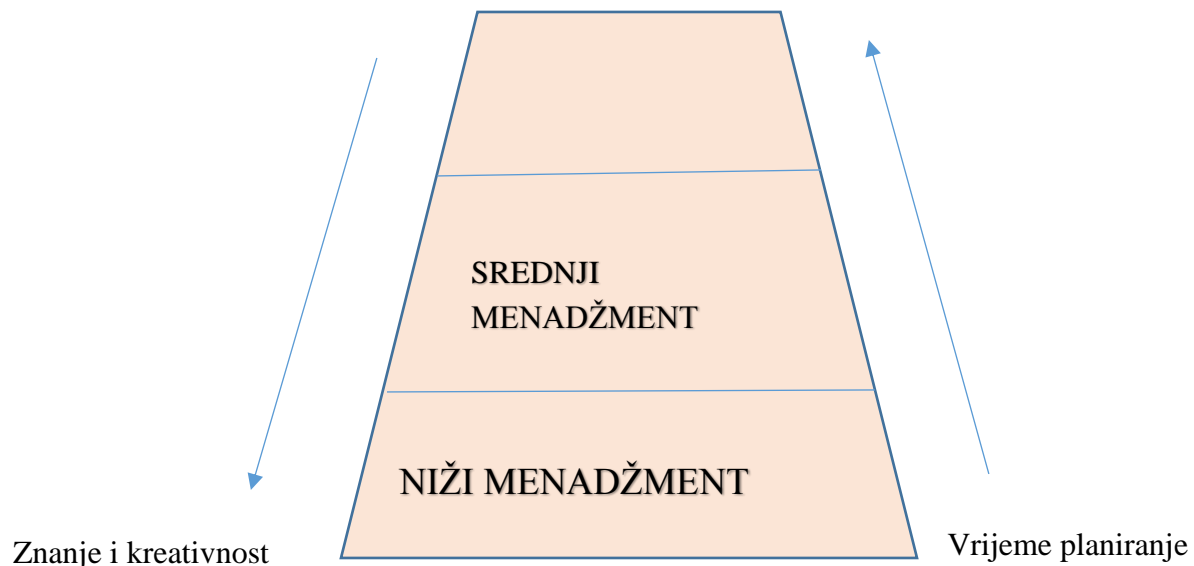 SREDNJI
MENADŽMENT
NIŽI MENADŽMENT
Znanje i kreativnost
Vrijeme planiranje